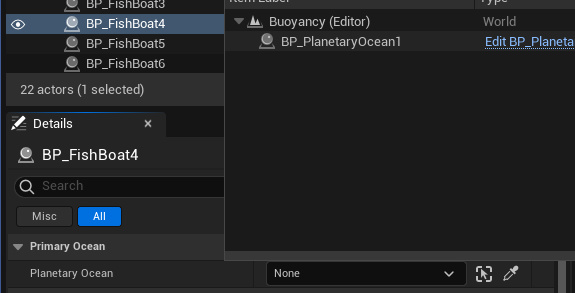 BP_FishBoat3
BP_FishBoat4
BP_FishBoat5
BP_FishBoat6
22 actors (1 selected)
Item Label
Type
Buoyancy (Editor)
World
BP_PlanetaryOcean1
Edit BP_Planeta
Details
BP_FishBoat4
Search
Misc
All
Primary Ocean
Planetary Ocean
None